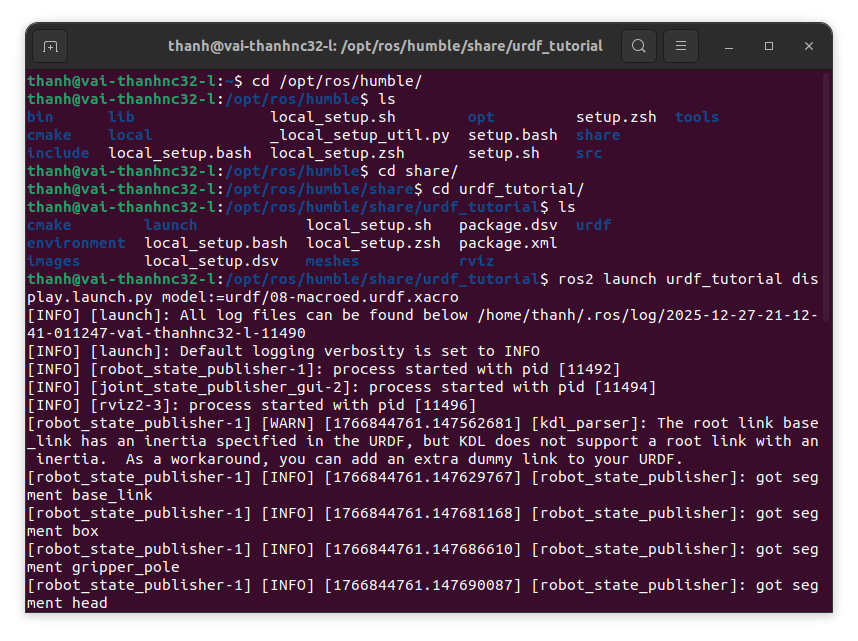 thanh@vai-thanhnc32-l: /opt/ros/humble/share/urdf_tutorial
thanh@vai-thanhnc32-l:~$ cd /opt/ros/humble/
thanh@vai-thanhnc32-l:/opt/ros/humble$ ls
bin lib local_setup.sh opt setup.zsh tools
cmake local _local_setup_util.py setup.bash share
include local_setup.bash local_setup.zsh setup.sh src
thanh@vai-thanhnc32-l:/opt/ros/humble$ cd share/
thanh@vai-thanhnc32-l:/opt/ros/humble/share$ cd urdf_tutorial/
thanh@vai-thanhnc32-l:/opt/ros/humble/share/urdf_tutorial$ ls
cmake launch local_setup.sh package.dsv urdf
environment local_setup.bash local_setup.zsh package.xml
images local_setup.dsv meshes rviz
thanh@vai-thanhnc32-l:/opt/ros/humble/share/urdf_tutorial$ ros2 launch urdf_tutorial dis
play.launch.py model:=urdf/08-macroed.urdf.xacro
[INFO] [launch]: All log files can be found below /home/thanh/.ros/log/2025-12-27-21-12-
41-011247-vai-thanhnc32-l-11490
[INFO] [launch]: Default logging verbosity is set to INFO
[INFO] [robot_state_publisher-1]: process started with pid [11492]
[INFO] [joint_state_publisher_gui-2]: process started with pid [11494]
[INFO] [rviz2-3]: process started with pid [11496]
[robot_state_publisher-1] [WARN] [1766844761.147562681] [kdl_parser]: The root link base
_link has an inertia specified in the URDF, but KDL does not support a root link with an
 inertia.  As a workaround, you can add an extra dummy link to your URDF.
[robot_state_publisher-1] [INFO] [1766844761.147629767] [robot_state_publisher]: got seg
ment base_link
[robot_state_publisher-1] [INFO] [1766844761.147681168] [robot_state_publisher]: got seg
ment box
[robot_state_publisher-1] [INFO] [1766844761.147686610] [robot_state_publisher]: got seg
ment gripper_pole
[robot_state_publisher-1] [INFO] [1766844761.147690087] [robot_state_publisher]: got seg
ment head